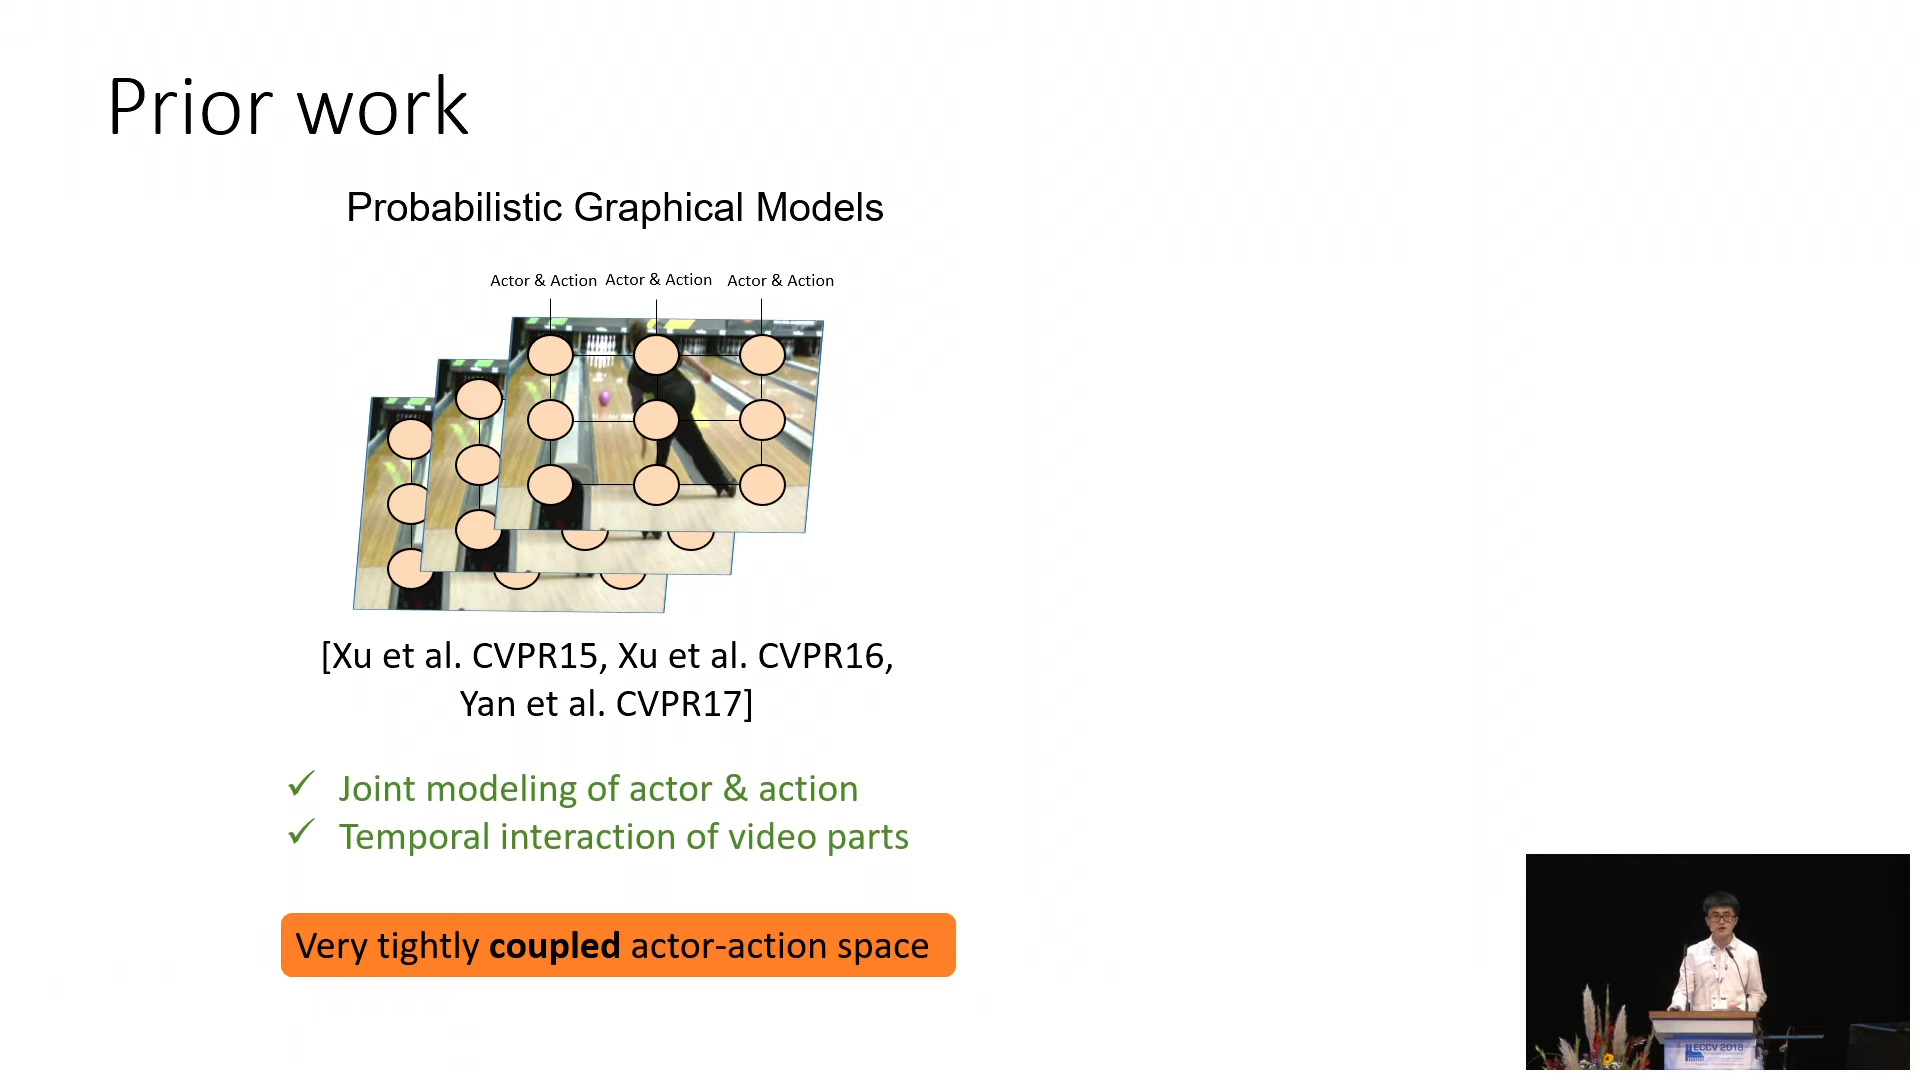 Prior work
Probabilistic Graphical Models
Actor & Action Actor & Action Actor & Action
[Xu et al. CVPR15, Xu et al. CVPR16,
Yan et al. CVPR17]
✓ Joint modeling of actor & action
✓ Temporal interaction of video parts
Very tightly coupled actor-action space
ECCV 2018